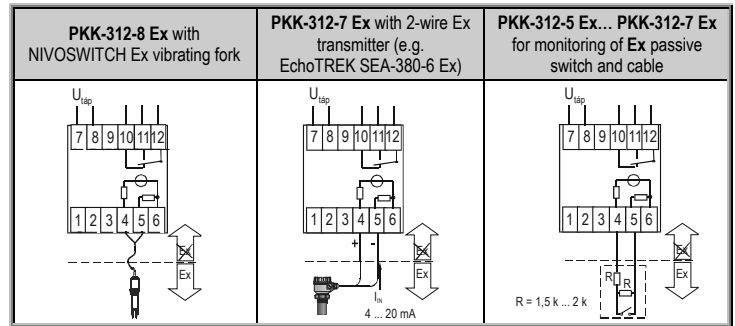 PKK-312-8 Ex with
NIVOSWITCH Ex vibrating fork
PKK-312-7 Ex with 2-wire Ex
transmitter (e.g.
EchoTREK SEA-380-6 Ex)
PKK-312-5 Ex… PKK-312-7 Ex
for monitoring of Ex passive
switch and cable
Utáp
7 8 9 10 11 12
1 2 3 4 5 6
Ex
Ex
Utáp
7 8 9 10 11 12
1 2 3 4 5 6
+ -
Ex
Ex
IIN
4 ... 20 mA
Utáp
7 8 9 10 11 12
1 2 3 4 5 6
Ex
Ex
R
R
R = 1,5 k ... 2 k